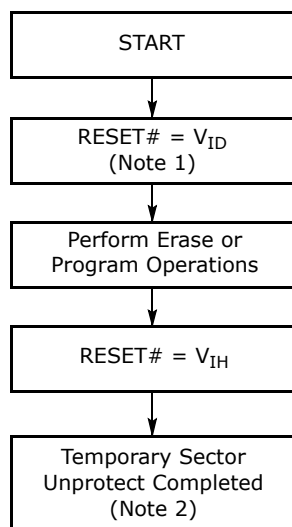 START
RESET# = VID
(Note 1)
Perform Erase or
Program Operations
RESET# = VIH
Temporary Sector
Unprotect Completed
(Note 2)